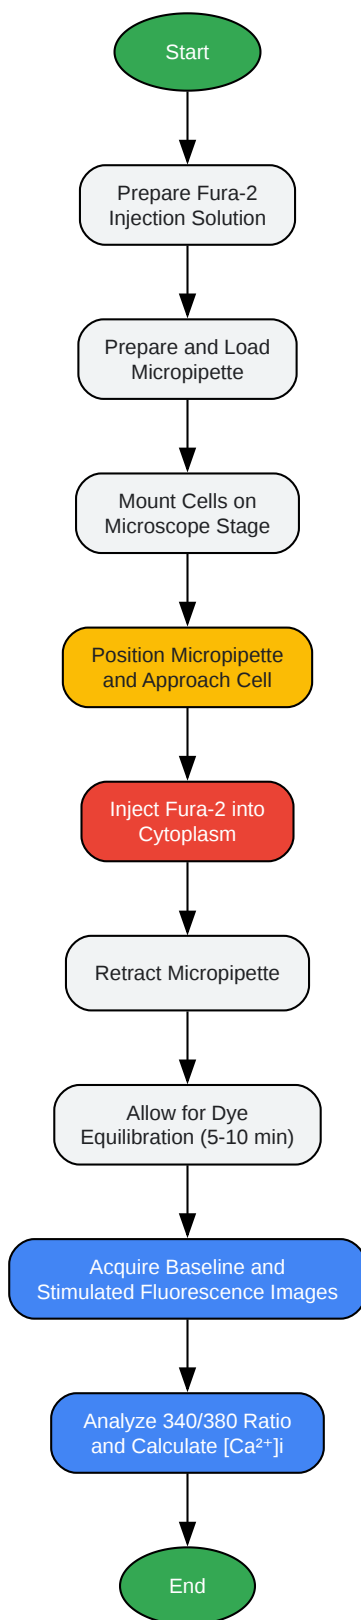 Start
Prepare Fura-2
Injection Solution
Prepare and Load
Micropipette
Mount Cells on
Microscope Stage
Position Micropipette
and Approach Cell
Inject Fura-2 into
Cytoplasm
Retract Micropipette
Allow for Dye
Equilibration (5-10 min)
Acquire Baseline and
Stimulated Fluorescence Images
Analyze 340/380 Ratio
and Calculate [Ca²⁺]i
End